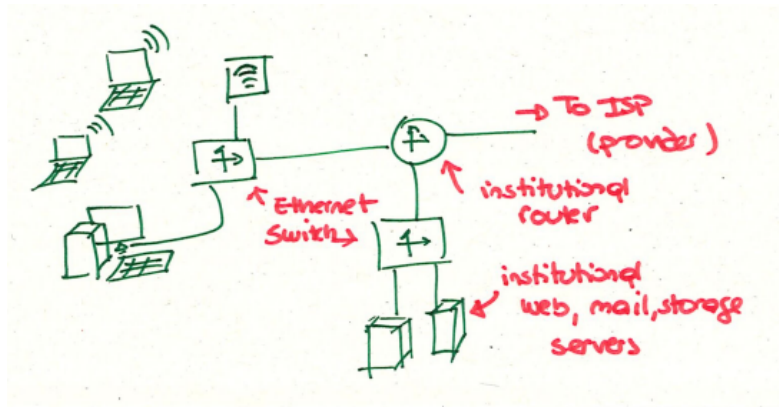 → To ISP
(provider)
institutional
router
Ethernet
Switch
institutional
web, mail, storage
servers